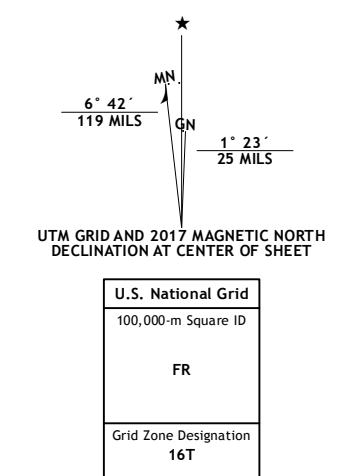 ★
MN
GN
6° 42´
119 MILS
1° 23´
25 MILS
UTM GRID AND 2017 MAGNETIC NORTH
DECLINATION AT CENTER OF SHEET
U.S. National Grid
100,000-m Square ID
FR
Grid Zone Designation
16T